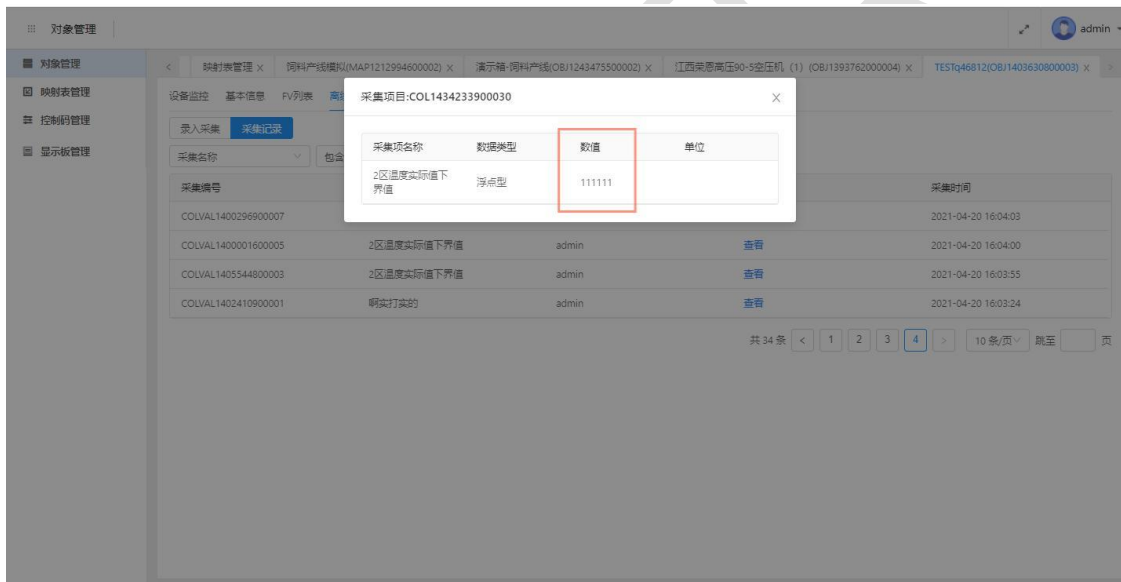 对象管理
admin
对象管理
映射表管理
控制码管理
显示板管理
映射表管理 × 饲料产线模拟(MAP1212994600002) × 演示箱-饲料产线(OBJ1243475500002) × 江西荣恩高压90-5空压机 (1) (OBJ1393762000004) × TESTq46812(OBJ1403630800003) ×
设备监控 基本信息 FV列表
录入采集 采集记录
采集名称 包含
采集项目:COL1434233900030
采集项名称 数据类型 数值 单位
2区温度实际值下界值 浮点型 111111
采集编号 采集时间
COLVAL1400296900007 2021-04-20 16:04:03
COLVAL1400001600005 2区温度实际值下界值 admin 查看 2021-04-20 16:04:00
COLVAL1405544800003 2区温度实际值下界值 admin 查看 2021-04-20 16:03:55
COLVAL1402410900001 啊实打实的 admin 查看 2021-04-20 16:03:24
共 34 条 < 1 2 3 4 > 10 条/页 跳至 页